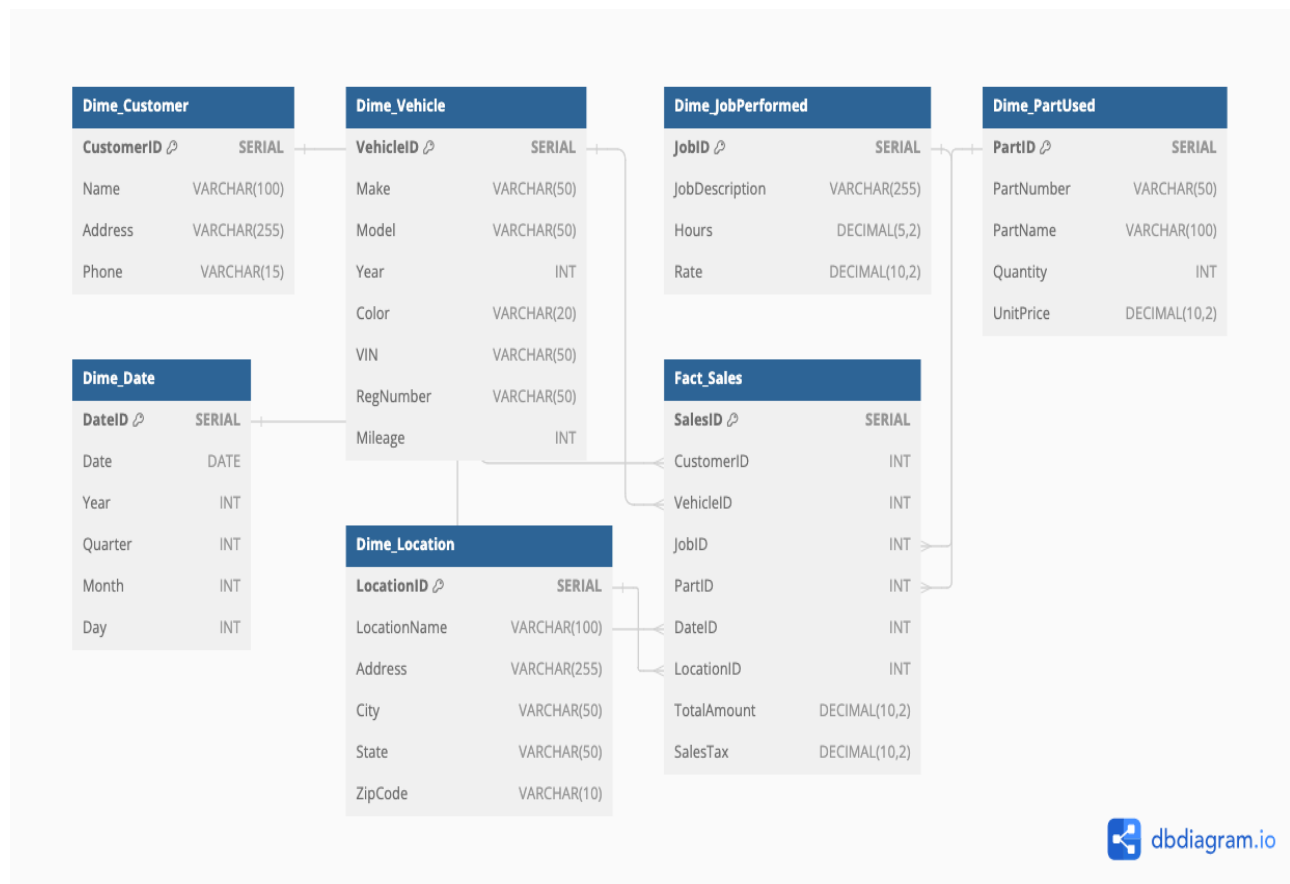 Dime_Customer
CustomerID SERIAL
Name VARCHAR(100)
Address VARCHAR(255)
Phone VARCHAR(15)
Dime_Vehicle
VehicleID SERIAL
Make VARCHAR(50)
Model VARCHAR(50)
Year INT
Color VARCHAR(20)
VIN VARCHAR(50)
RegNumber VARCHAR(50)
Mileage INT
Dime_JobPerformed
JobID SERIAL
JobDescription VARCHAR(255)
Hours DECIMAL(5,2)
Rate DECIMAL(10,2)
Dime_PartUsed
PartID SERIAL
PartNumber VARCHAR(50)
PartName VARCHAR(100)
Quantity INT
UnitPrice DECIMAL(10,2)
Dime_Date
DateID SERIAL
Date DATE
Year INT
Quarter INT
Month INT
Day INT
Dime_Location
LocationID SERIAL
LocationName VARCHAR(100)
Address VARCHAR(255)
City VARCHAR(50)
State VARCHAR(50)
ZipCode VARCHAR(10)
Fact_Sales
SalesID SERIAL
CustomerID INT
VehicleID INT
JobID INT
PartID INT
DateID INT
LocationID INT
TotalAmount DECIMAL(10,2)
SalesTax DECIMAL(10,2)
dbdiagram.io